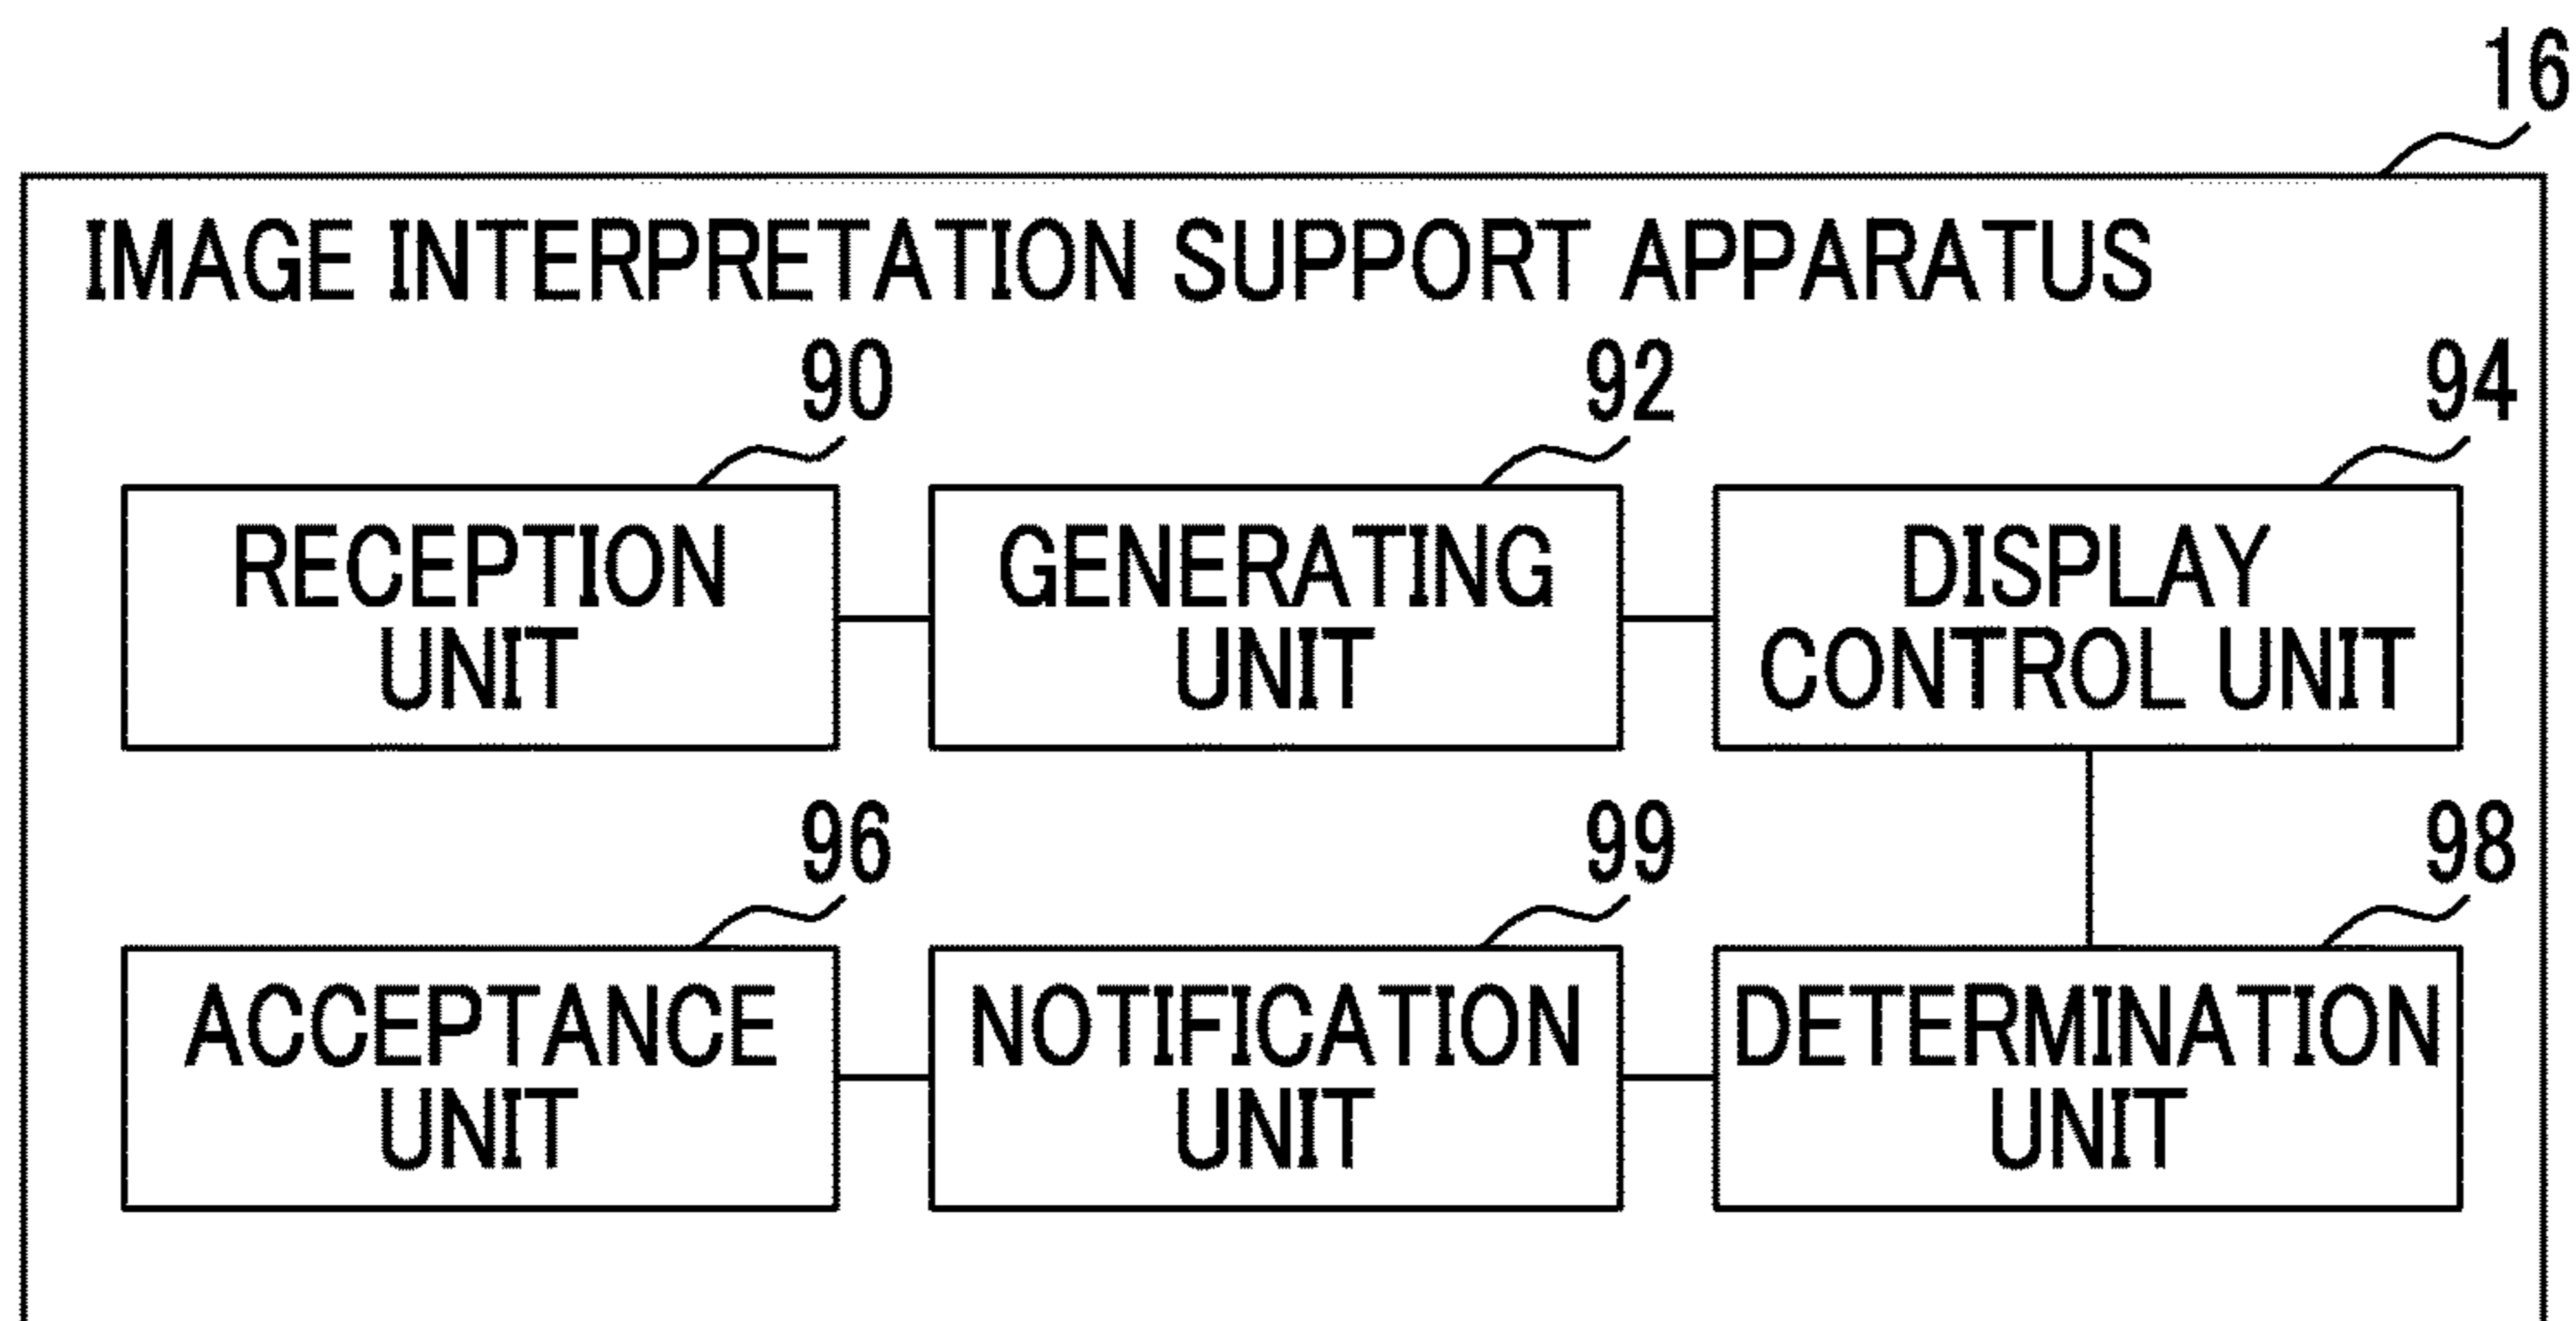 16
IMAGE INTERPRETATION SUPPORT APPARATUS
90
92
94
RECEPTION
UNIT
GENERATING
UNIT
DISPLAY
CONTROL UNIT
96
99
98
ACCEPTANCE
UNIT
NOTIFICATION
UNIT
DETERMINATION
UNIT